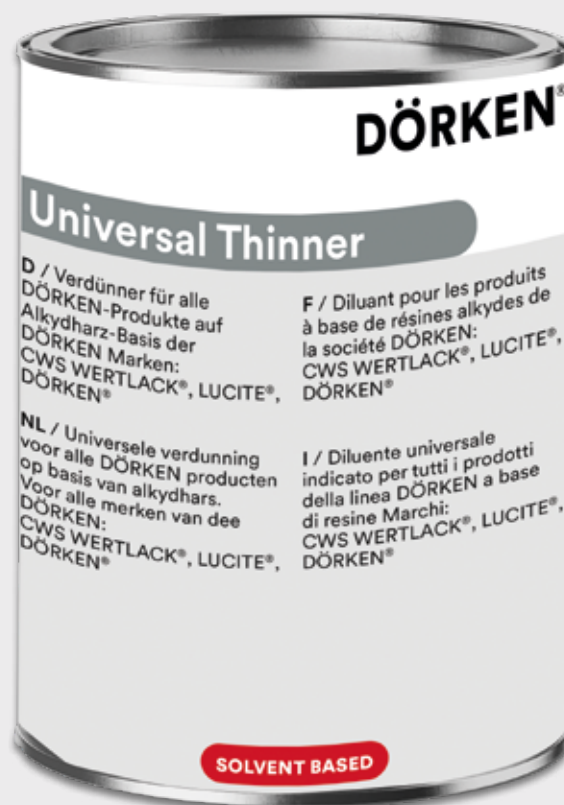 DÖRKEN®
Universal Thinner
D / Verdünner für alle
DÖRKEN-Produkte auf
Alkydharz-Basis der
DÖRKEN Marken:
CWS WERTLACK®, LUCITE®,
DÖRKEN®
F / Diluant pour les produits
à base de résines alkydes de
la société DÖRKEN:
CWS WERTLACK®, LUCITE®,
DÖRKEN®
NL / Universele verdunning
voor alle DÖRKEN producten
op basis van alkydhars.
Voor alle merken van dee
DÖRKEN:
CWS WERTLACK®, LUCITE®,
DÖRKEN®
I / Diluente universale
indicato per tutti i prodotti
della linea DÖRKEN a base
di resine Marchi:
CWS WERTLACK®, LUCITE®,
DÖRKEN®
SOLVENT BASED